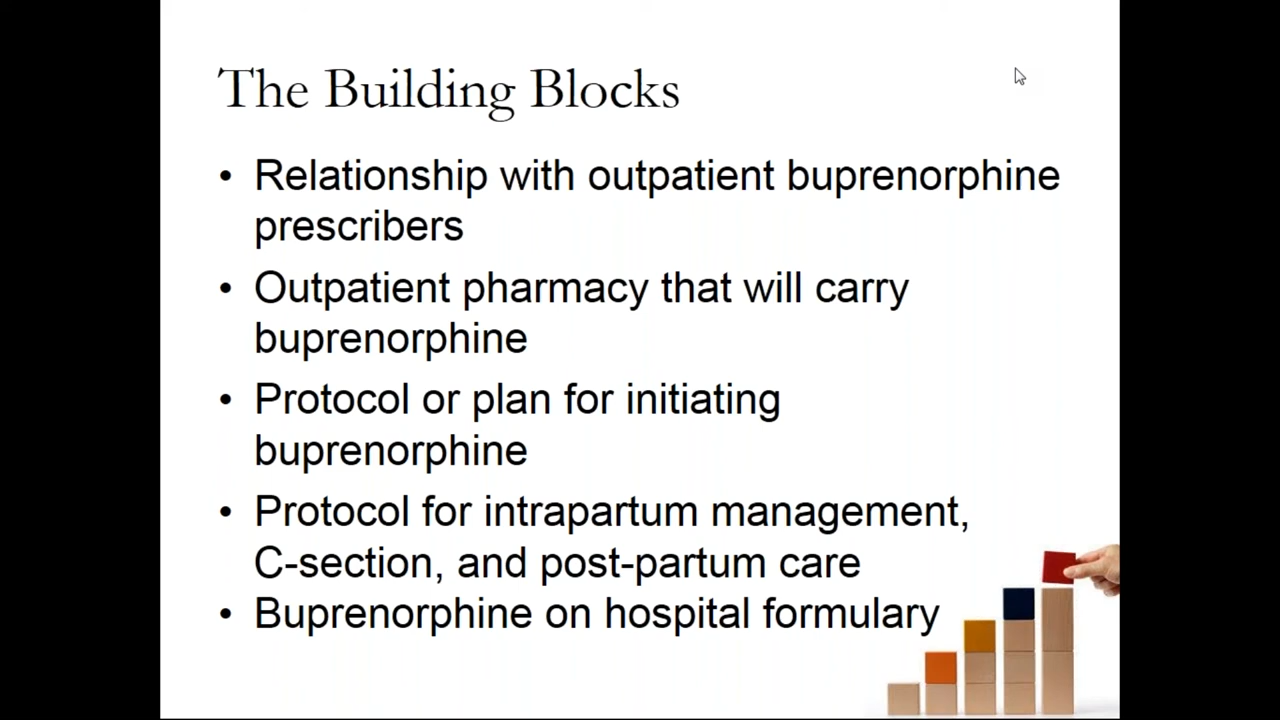 The Building Blocks
• Relationship with outpatient buprenorphine
prescribers
• Outpatient pharmacy that will carry
buprenorphine
• Protocol or plan for initiating
buprenorphine
• Protocol for intrapartum management,
C-section, and post-partum care
• Buprenorphine on hospital formulary